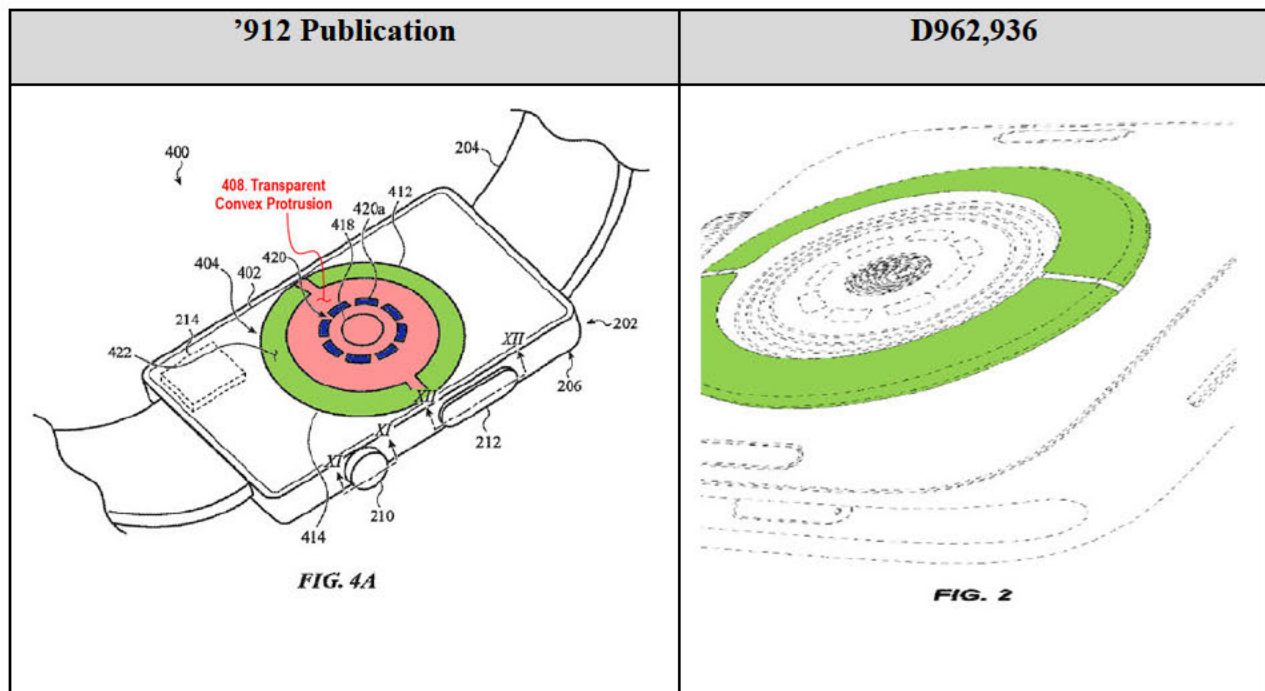 ’912 Publication
D962,936
400
204
408. Transparent
Convex Protrusion
412
420a
418
420
402
404
214
422
XII
202
206
XII
212
XI
XI
210
414
FIG. 4A
FIG. 2